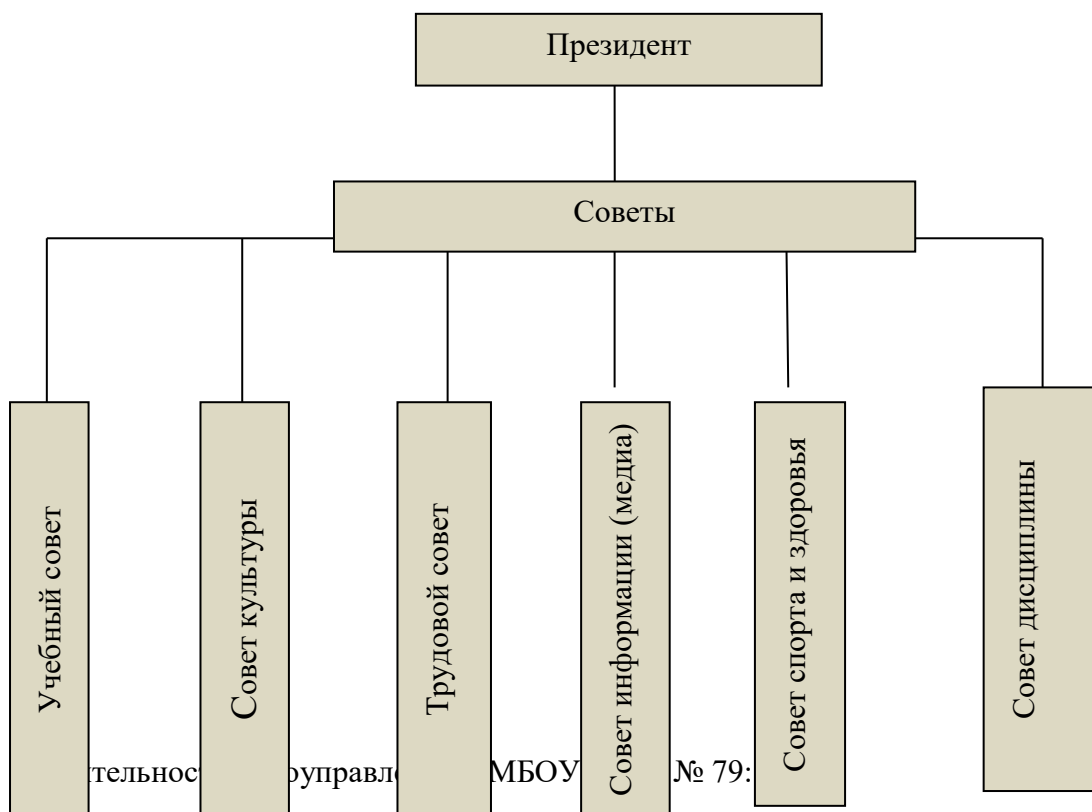 Президент
Советы
Учебный совет
Совет культуры
Трудовой совет
Совет информации (медиа)
Совет спорта и здоровья
Совет дисциплины
МБОУ № 79: